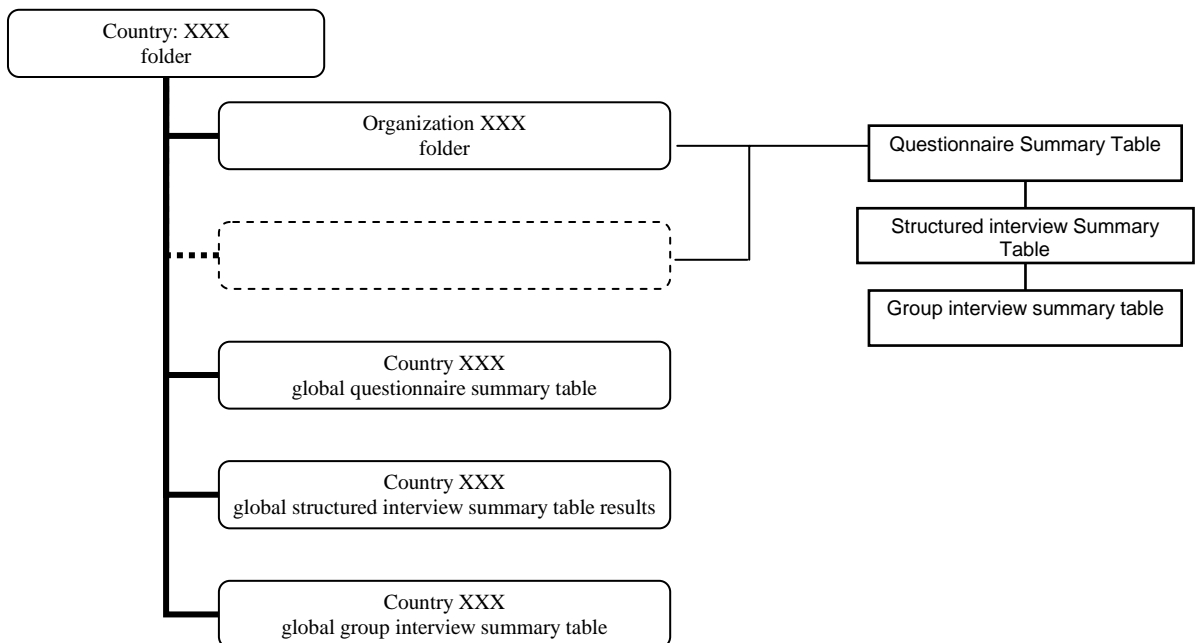 Country: XXX
folder
Organization XXX
folder
Questionnaire Summary Table
Structured interview Summary
Table
Group interview summary table
Country XXX
global questionnaire summary table
Country XXX
global structured interview summary table results
Country XXX
global group interview summary table